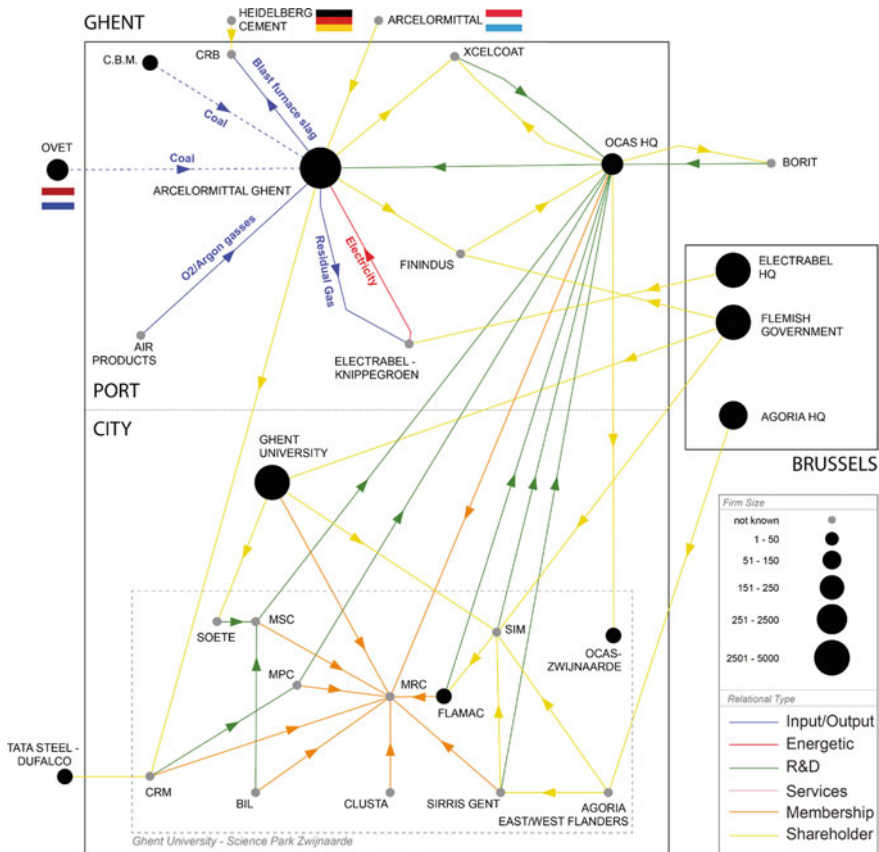 GHENT
HEIDELBERG
CEMENT
ARCELORMITTAL
C.B.M.
CRB
XCELCOAT
Blast furnace slag
Coal
OVET
Coal
OCAS HQ
BORIT
ARCELORMITTAL GHENT
O2/Argon gasses
Residual Gas
Electricity
FININDUS
ELECTRABEL
HQ
FLEMISH
GOVERNMENT
AIR
PRODUCTS
ELECTRABEL -
KNIPPEGROEN
PORT
CITY
AGORIA HQ
BRUSSELS
GHENT
UNIVERSITY
Firm Size
not known
1 - 50
51 - 150
151 - 250
251 - 2500
2501 - 5000
SOETE
MSC
SIM
OCAS-
ZWIJNAARDE
MPC
MRC
FLAMAC
Relational Type
Input/Output
Energetic
R&D
Services
Membership
Shareholder
TATA STEEL -
DUFALCO
CRM
BIL
CLUSTA
SIRRIS GENT
AGORIA
EAST/WEST FLANDERS
Ghent University - Science Park Zwijnaarde